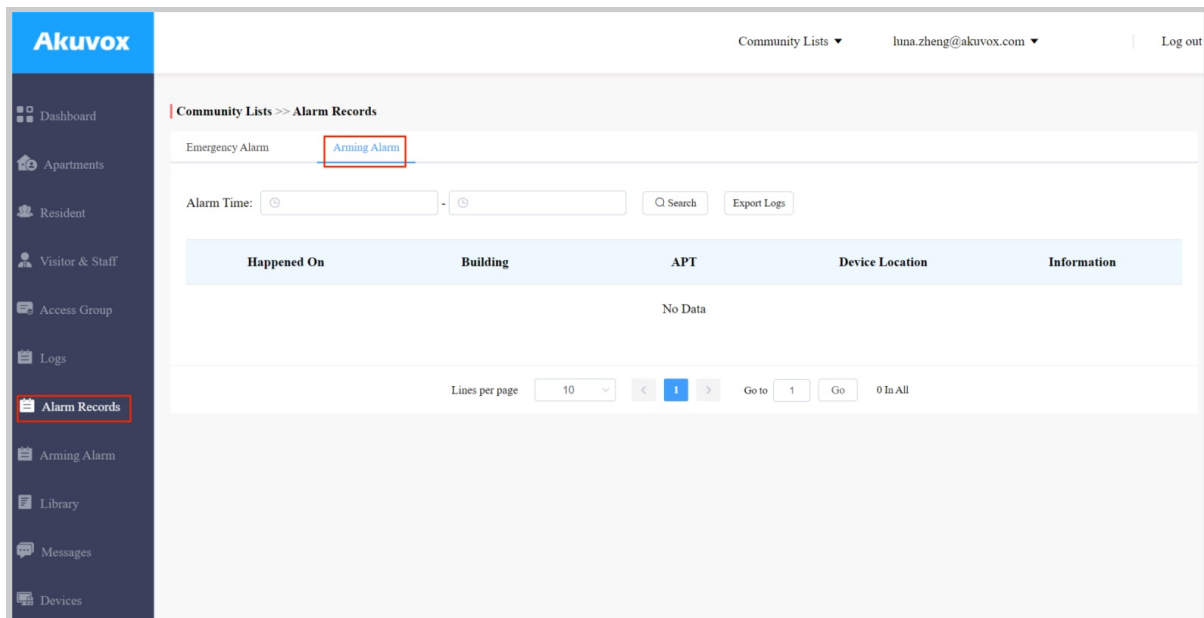 Akuvox
Community Lists
luna.zheng@akuvox.com
Log out
Dashboard
Apartments
Resident
Visitor & Staff
Access Group
Logs
Alarm Records
Arming Alarm
Library
Messages
Devices
Community Lists >> Alarm Records
Emergency Alarm Arming Alarm
Alarm Time: - Search Export Logs
Happened On Building APT Device Location Information
No Data
Lines per page 10 < 1 > Go to 1 Go 0 In All